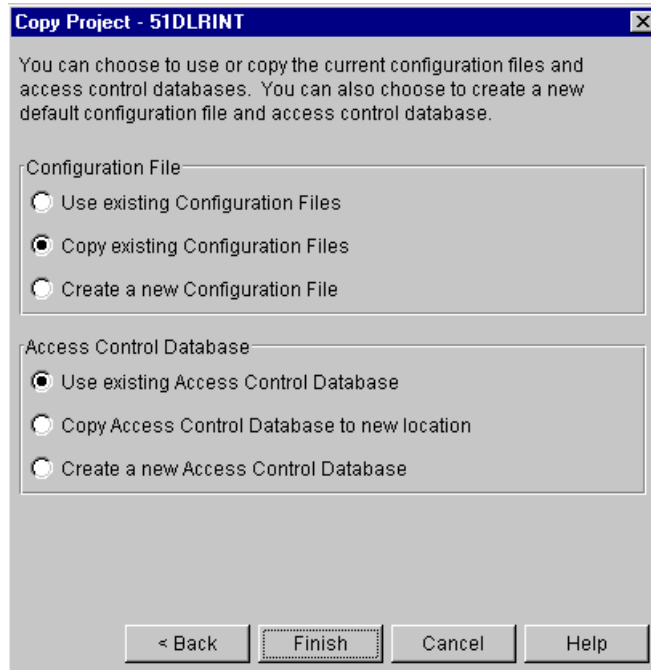 Copy Project - 51DLRINT
You can choose to use or copy the current configuration files and
access control databases. You can also choose to create a new
default configuration file and access control database.
Configuration File
Use existing Configuration Files
Copy existing Configuration Files
Create a new Configuration File
Access Control Database
Use existing Access Control Database
Copy Access Control Database to new location
Create a new Access Control Database
< Back Finish Cancel Help